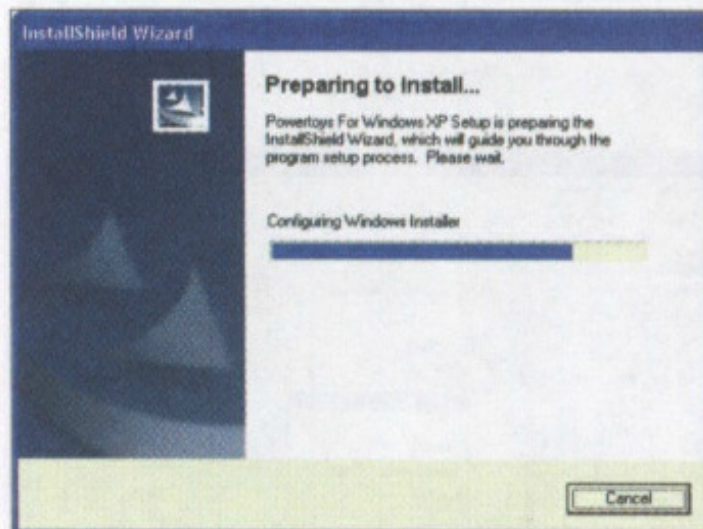 InstallShield Wizard
Preparing to Install...
Powertoys For Windows XP Setup is preparing the
InstallShield Wizard, which will guide you through the
program setup process. Please wait.
Configuring Windows Installer
Cancel